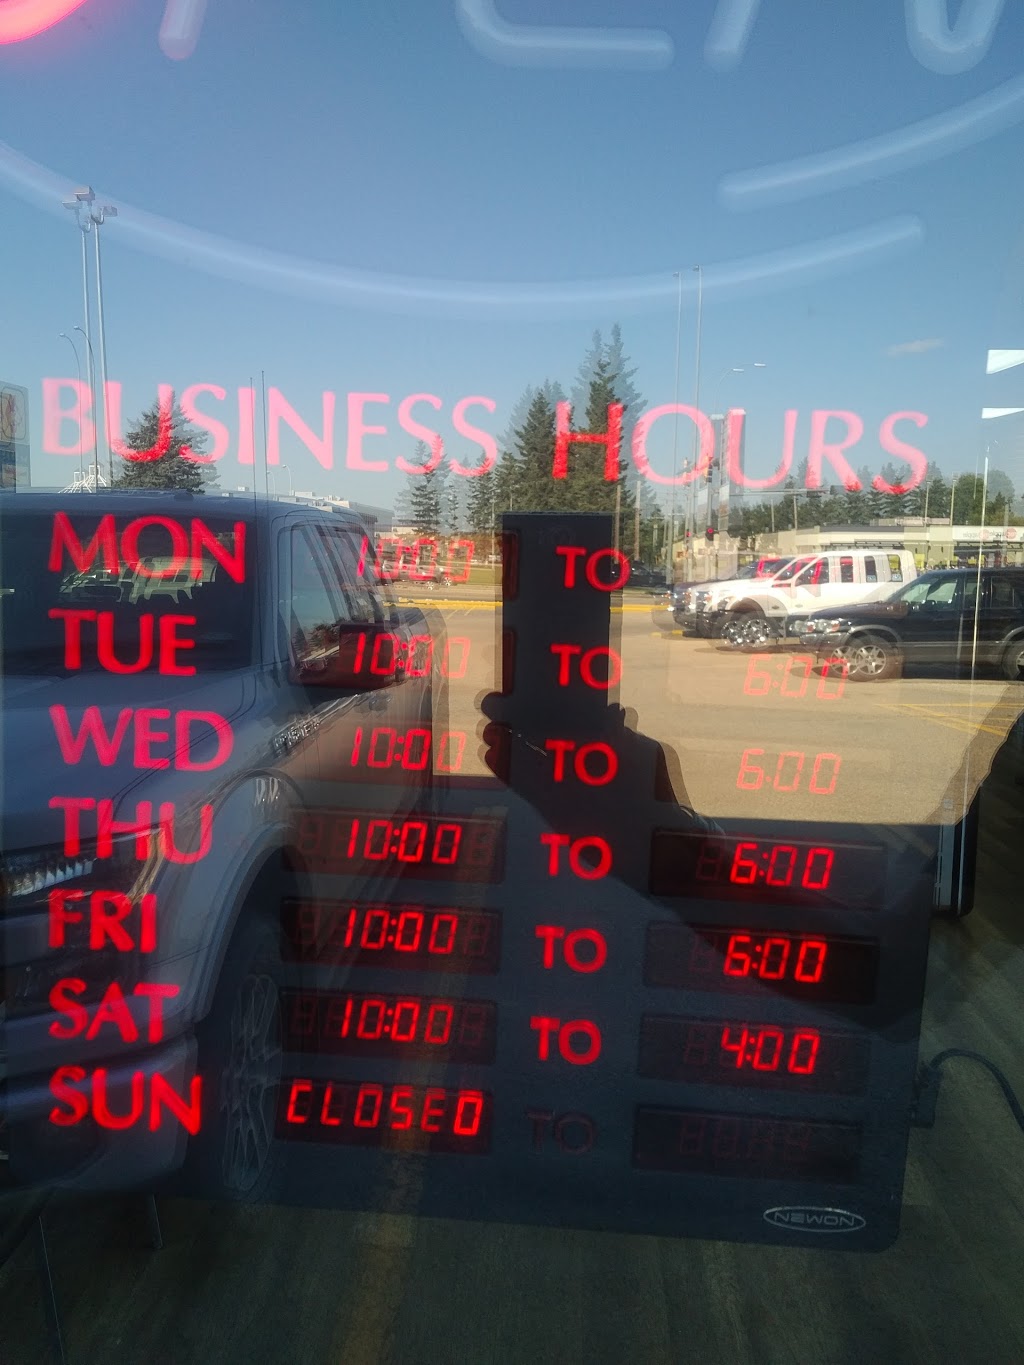 BUSINESS HOURS
MON 10:00 TO
TUE 10:00 TO 6:00
WED 10:00 TO 6:00
THU 10:00 TO 6:00
FRI 10:00 TO 6:00
SAT 10:00 TO 4:00
SUN CLOSED TO
NEWON